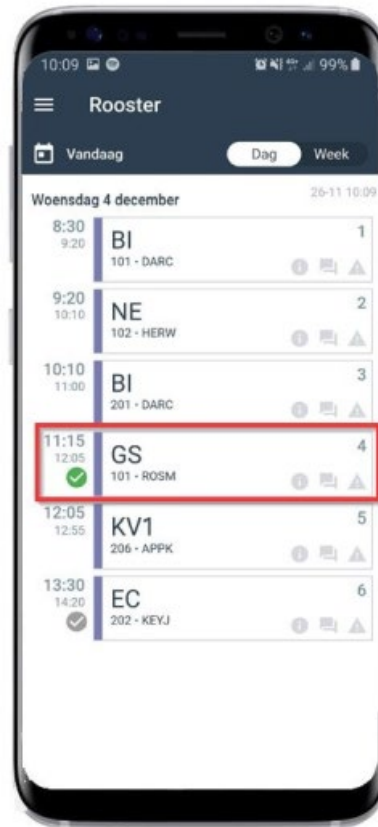 10:09 99%
Rooster
Vandaag Dag Week
Woensdag 4 december 26-11 10:09
8:30 BI 1
9:20 101 - DARC
9:20 NE 2
10:10 102 - HERW
10:10 BI 3
11:00 201 - DARC
11:15 GS 4
12:05 101 - ROSM
12:05 KV1 5
12:55 206 - APPK
13:30 EC 6
14:20 202 - KEYJ